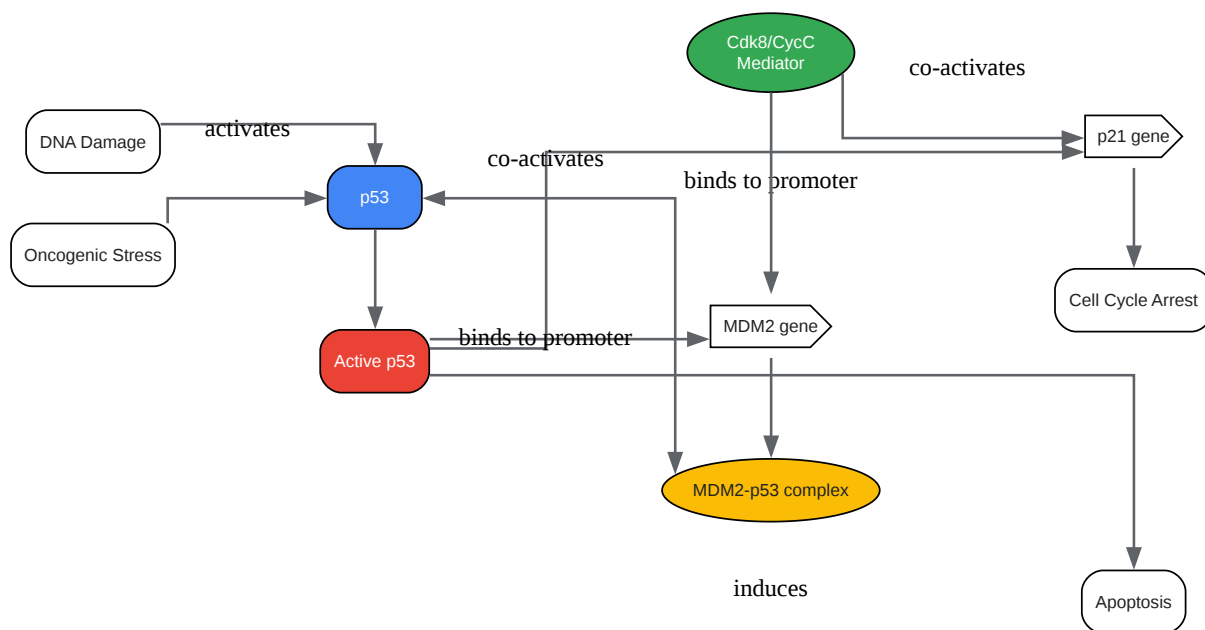 Cdk8/CycC
Mediator
co-activates
DNA Damage
activates
p21 gene
co-activates
binds to promoter
p53
Oncogenic Stress
Cell Cycle Arrest
MDM2 gene
binds to promoter
Active p53
MDM2-p53 complex
induces
Apoptosis